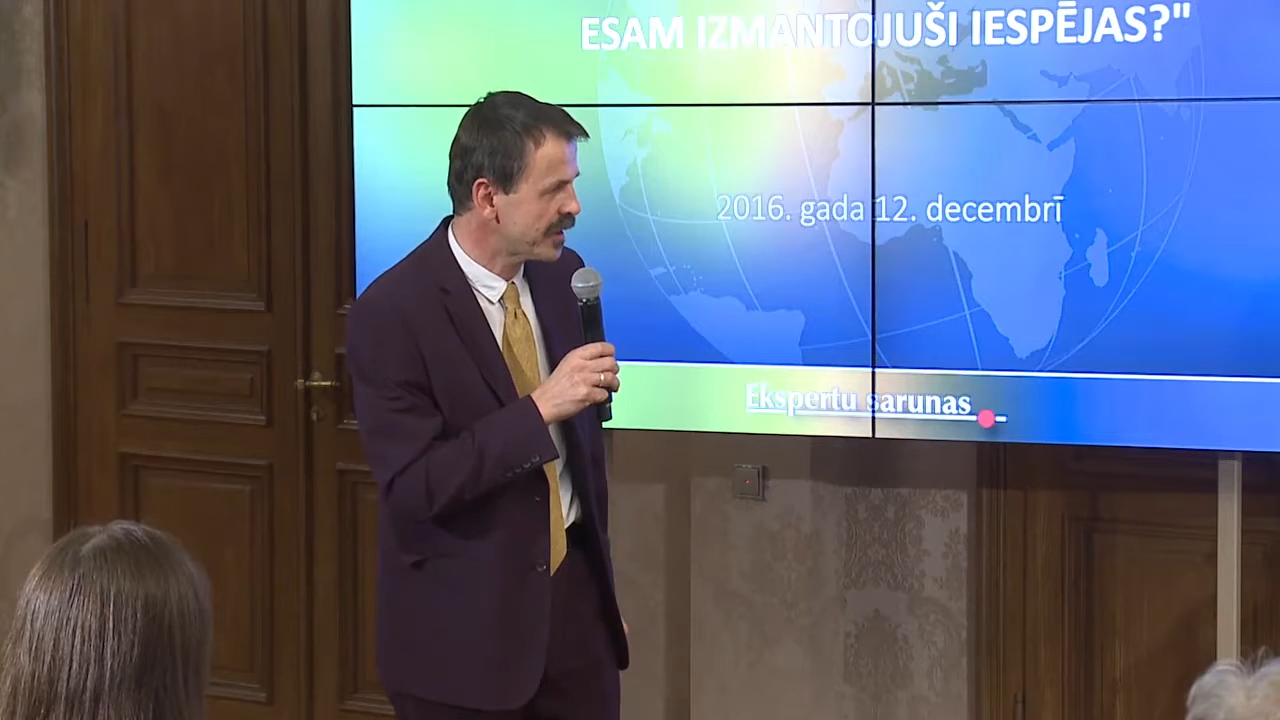 ESAM IZMANTOJUŠI IESPĒJAS?"
2016. gada 12. decembrī
Ekspertu sarunas